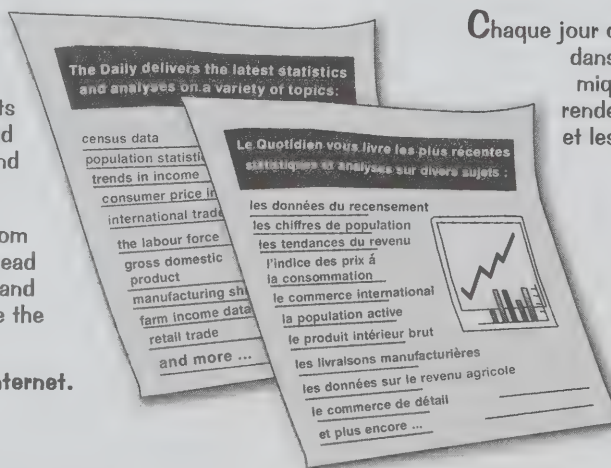 ts
d
nd
om
ead
and
e the
nternet.
The Daily delivers the latest statistics
and analyses on a variety of topics:
census data
population
trends in income
consumer price
international
the labour force
gross domestic
product
manufacturing
farm income data
retail trade
and more ...
Le Quotidien vous livre les plus récentes
statistiques et analyses sur divers sujets :
les données du recensement
les chiffres de population
les tendances du revenu
l'indice des prix á
la consommation
le commerce international
la population active
le produit intérieur brut
les livraisons manufacturières
les données sur le revenu agricole
le commerce de détail
et plus encore ...
Chaque jour
dans
miq
rende
et les